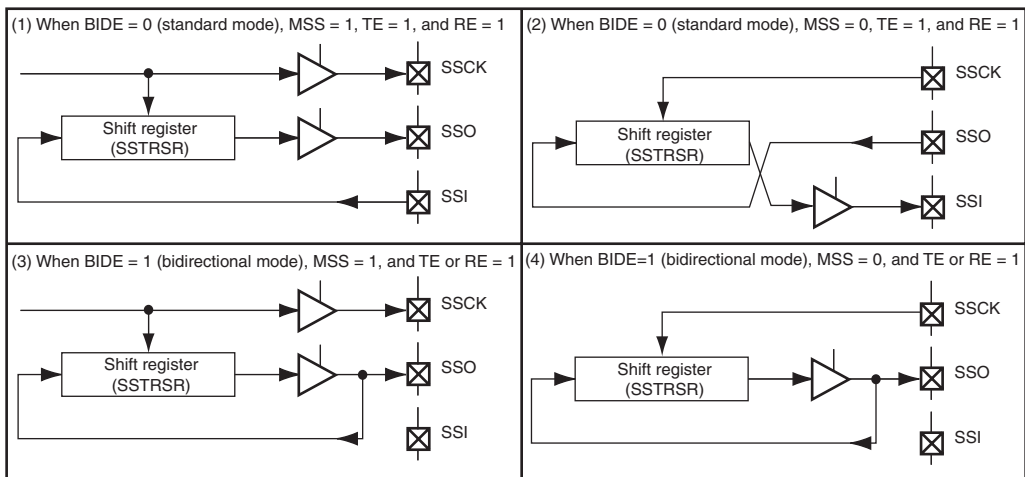 (1) When BIDE = 0 (standard mode), MSS = 1, TE = 1, and RE = 1
SSCK
Shift register
(SSTRSR)
SSO
SSI
(2) When BIDE = 0 (standard mode), MSS = 0, TE = 1, and RE = 1
SSCK
Shift register
(SSTRSR)
SSO
SSI
(3) When BIDE = 1 (bidirectional mode), MSS = 1, and TE or RE = 1
SSCK
Shift register
(SSTRSR)
SSO
SSI
(4) When BIDE=1 (bidirectional mode), MSS = 0, and TE or RE = 1
SSCK
Shift register
(SSTRSR)
SSO
SSI